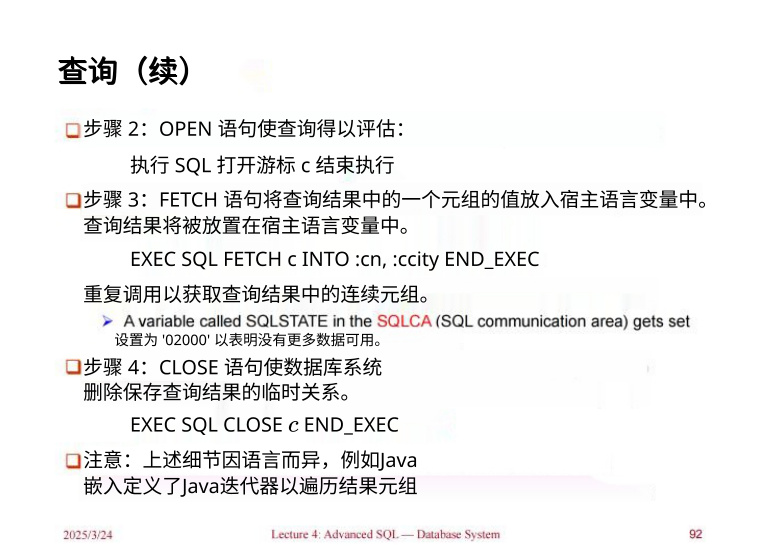 查询（续）
步骤 2：OPEN 语句使查询得以评估：
执行 SQL 打开游标 c 结束执行
步骤 3：FETCH 语句将查询结果中的一个元组的值放入宿主语言变量中。
查询结果将被放置在宿主语言变量中。
EXEC SQL FETCH c INTO :cn, :ccity END_EXEC
重复调用以获取查询结果中的连续元组。
A variable called SQLSTATE in the SQLCA (SQL communication area) gets set
设置为 '02000' 以表明没有更多数据可用。
步骤 4：CLOSE 语句使数据库系统
删除保存查询结果的临时关系。
EXEC SQL CLOSE c END_EXEC
注意：上述细节因语言而异，例如Java
嵌入定义了Java迭代器以遍历结果元组
2025/3/24 Lecture 4: Advanced SQL — Database System 92